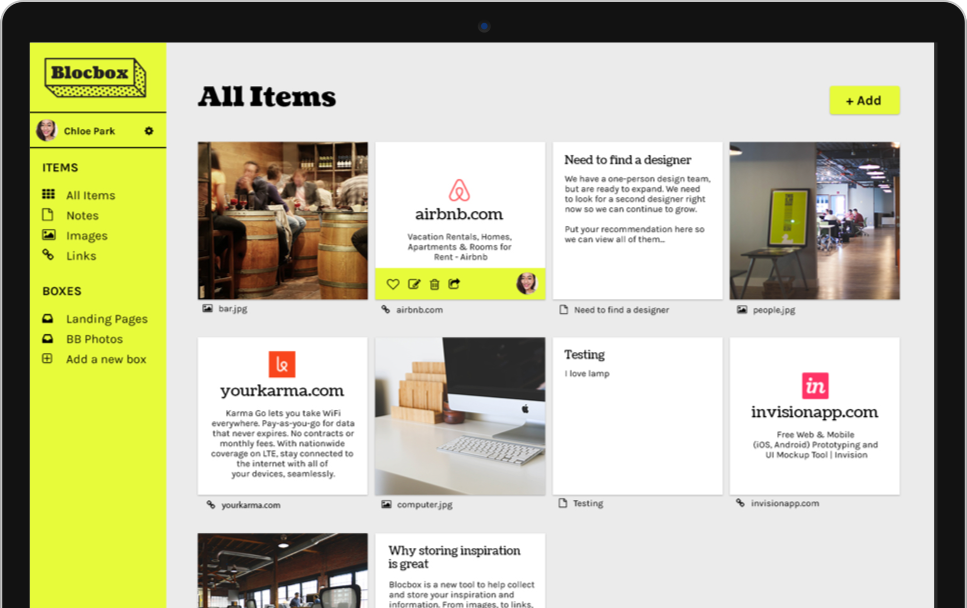 Blocbox
Chloe Park
ITEMS
All Items
Notes
Images
Links
BOXES
Landing Pages
BB Photos
Add a new box
All Items
+ Add
airbnb.com
Vacation Rentals, Homes,
Apartments & Rooms for
Rent - Airbnb
Need to find a designer
We have a one-person design team,
but are ready to expand. We need
to look for a second designer right
now so we can continue to grow.
Put your recommendation here so
we can view all of them...
bar.jpg
airbnb.com
Need to find a designer
people.jpg
yourkarma.com
Karma Go lets you take WiFi
everywhere. Pay-as-you-go for data
that never expires. No contracts or
monthly fees. With nationwide
coverage on LTE, stay connected to
the internet with all of
your devices, seamlessly.
Testing
I love lamp
in
invisionapp.com
Free Web & Mobile
(iOS, Android) Prototyping and
UI Mockup Tool | Invision
yourkarma.com
computer.jpg
Testing
invisionapp.com
Why storing inspiration
is great
Blocbox is a new tool to help collect
and store your inspiration and
information. From images, to links,